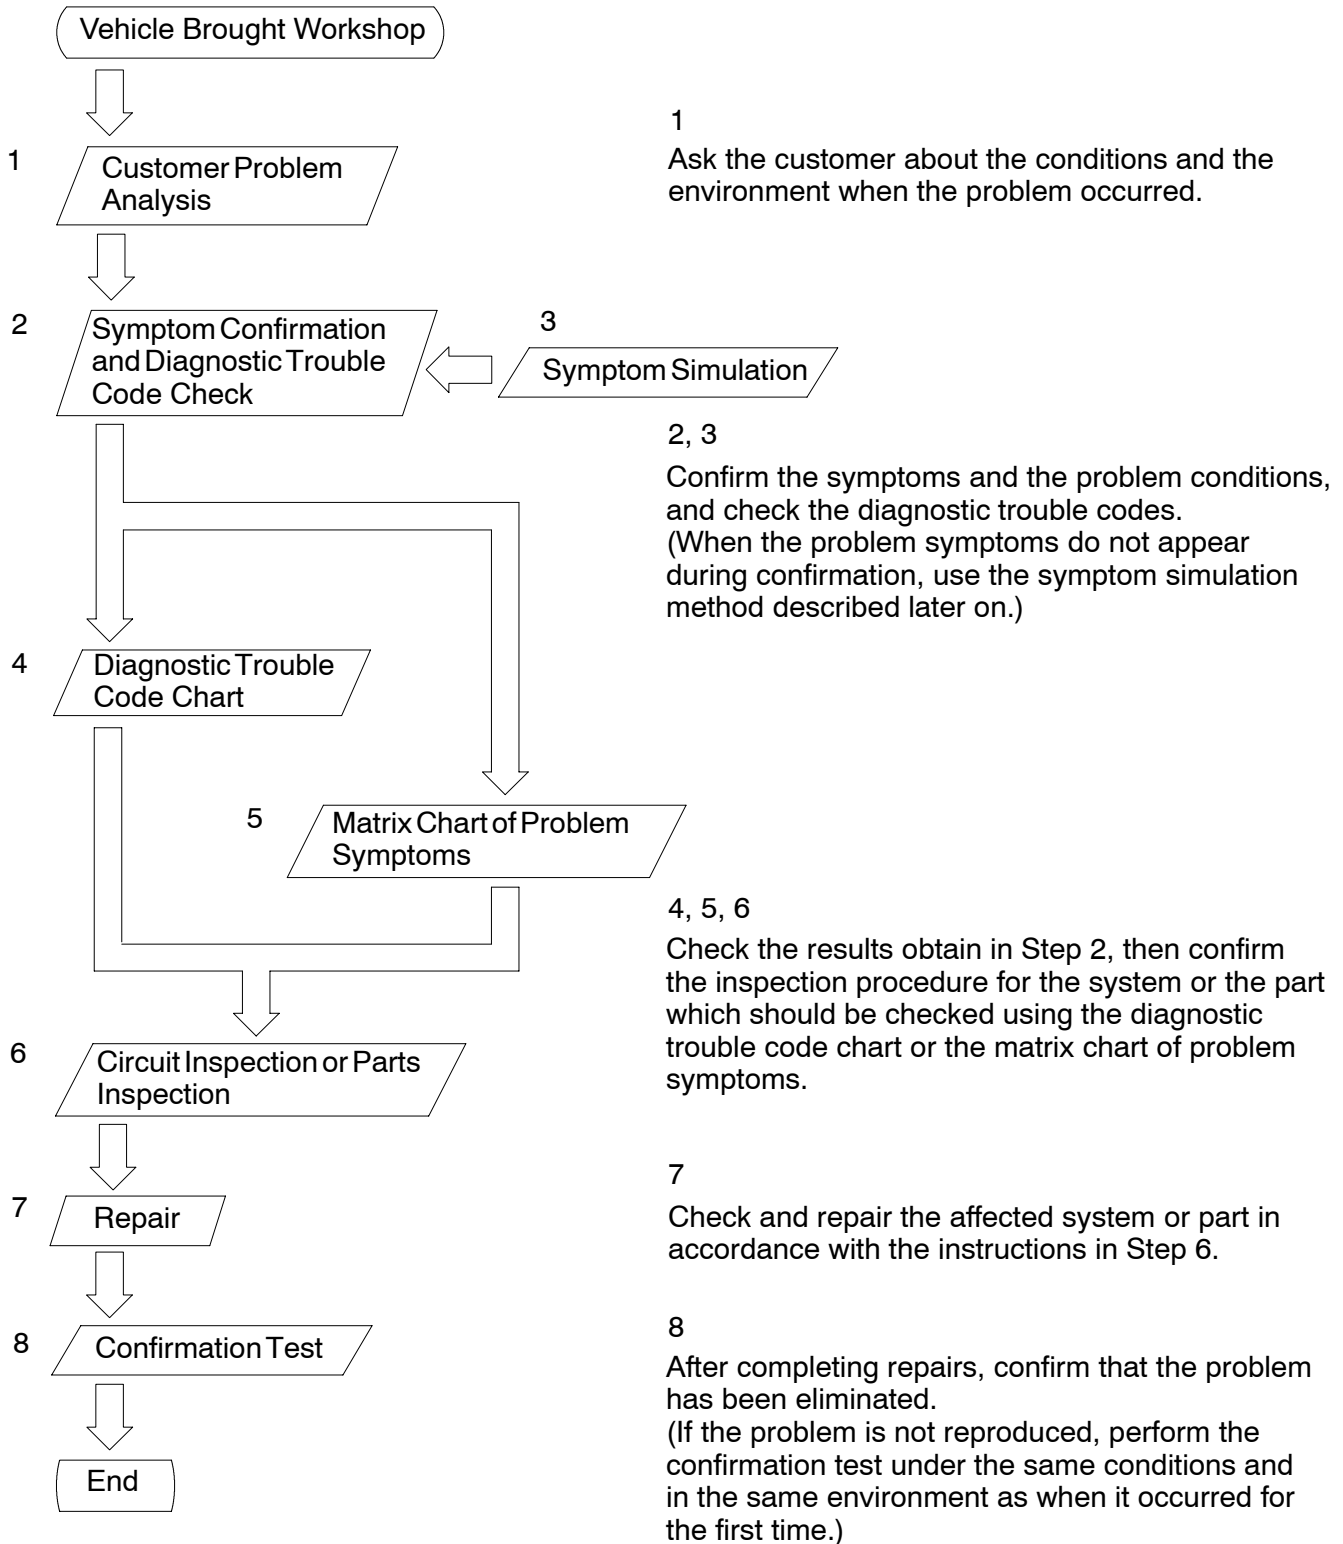 Vehicle Brought Workshop
1
Customer Problem
Analysis
1
Ask the customer about the conditions and the
environment when the problem occurred.
2
Symptom Confirmation
and Diagnostic Trouble
Code Check
3
Symptom Simulation
2, 3
Confirm the symptoms and the problem conditions,
and check the diagnostic trouble codes.
(When the problem symptoms do not appear
during confirmation, use the symptom simulation
method described later on.)
4
Diagnostic Trouble
Code Chart
5
Matrix Chart of Problem
Symptoms
4, 5, 6
Check the results obtain in Step 2, then confirm
the inspection procedure for the system or the part
which should be checked using the diagnostic
trouble code chart or the matrix chart of problem
symptoms.
6
Circuit Inspection or Parts
Inspection
7
Repair
7
Check and repair the affected system or part in
accordance with the instructions in Step 6.
8
Confirmation Test
8
After completing repairs, confirm that the problem
has been eliminated.
(If the problem is not reproduced, perform the
confirmation test under the same conditions and
in the same environment as when it occurred for
the first time.)
End